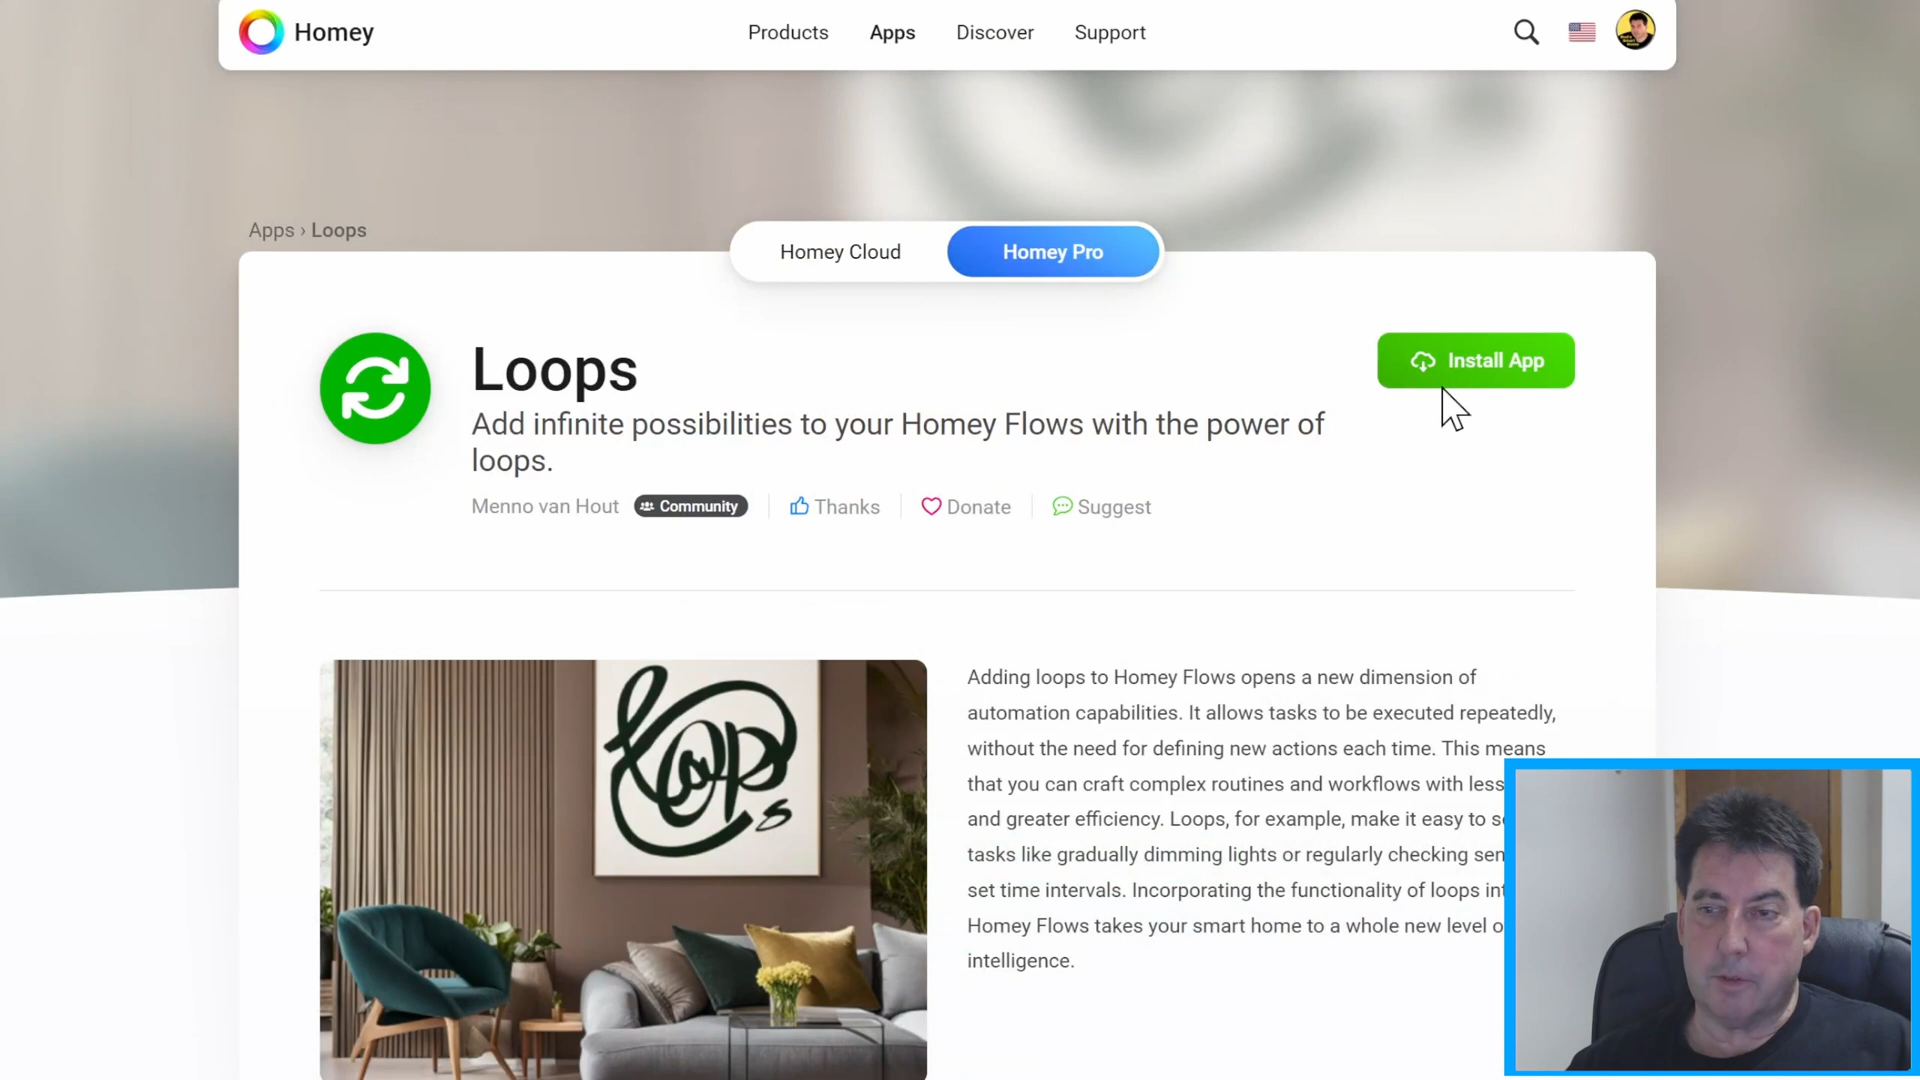 Homey
Products
Apps
Discover
Support
Apps › Loops
Homey Cloud
Homey Pro
Loops
Install App
Add infinite possibilities to your Homey Flows with the power of
loops.
Menno van Hout
Community
Thanks
Donate
Suggest
Loops
Adding loops to Homey Flows opens a new dimension of
automation capabilities. It allows tasks to be executed repeatedly,
without the need for defining new actions each time. This means
that you can craft complex routines and workflows with less
and greater efficiency. Loops, for example, make it easy to
tasks like gradually dimming lights or regularly checking
set time intervals. Incorporating the functionality of loops
Homey Flows takes your smart home to a whole new level
intelligence.